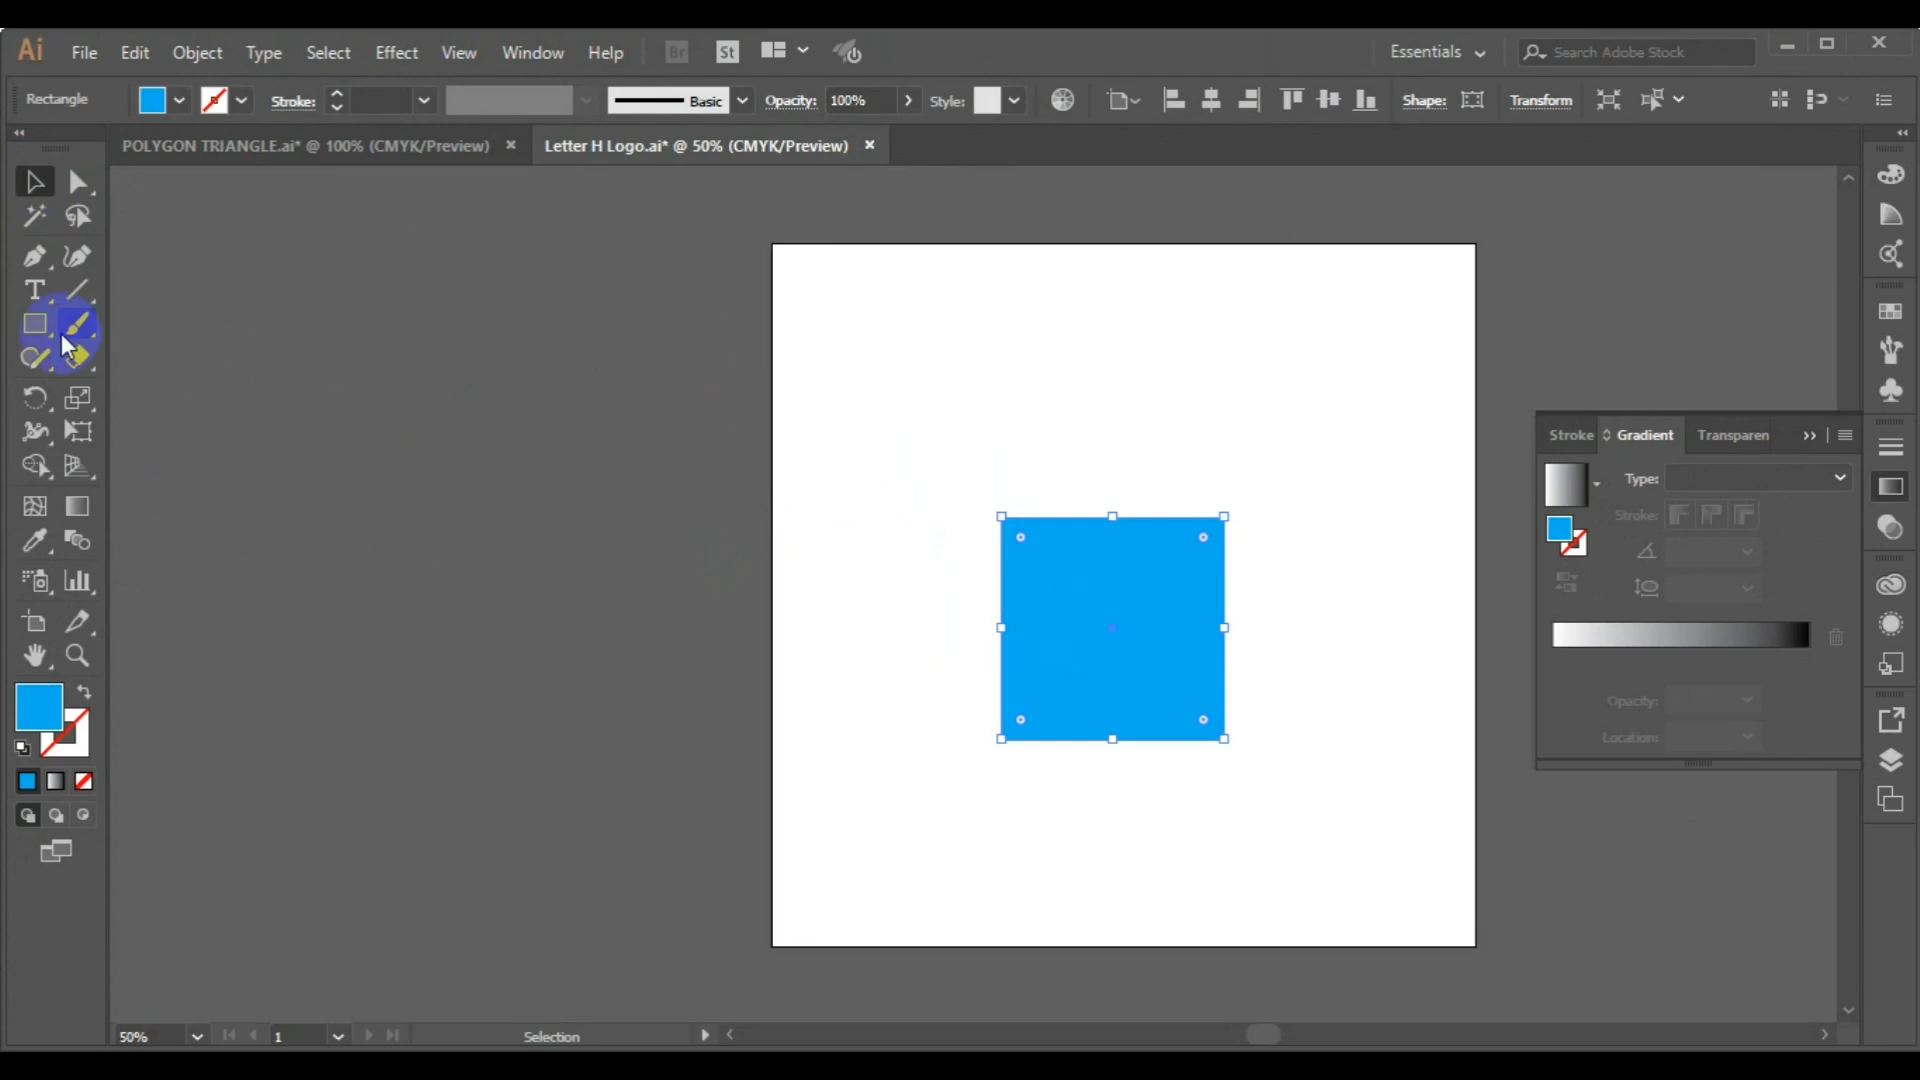 Ai File Edit Object Type Select Effect View Window Help Br St Essentials Search Adobe Stock
Rectangle Stroke: Basic Opacity: 100% Style: Shape: Transform
POLYGON TRIANGLE.ai* @ 100% (CMYK/Preview) Letter H Logo.ai* @ 50% (CMYK/Preview)
Stroke Gradient Transparen
Type:
Stroke:
Opacity:
Location:
50% 1 Selection